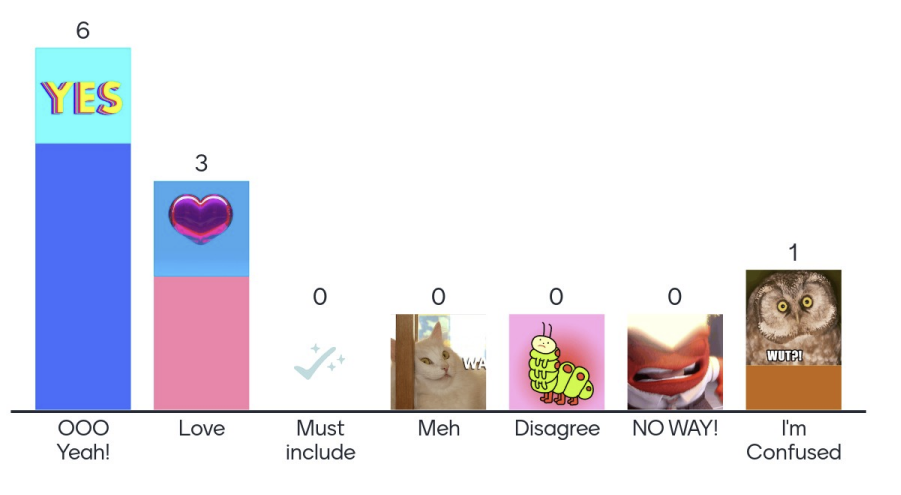 6
YES
3
0
0
0
0
1
WA
WUT?!
OOO
Yeah!
Love
Must
include
Meh
Disagree
NO WAY!
I'm
Confused